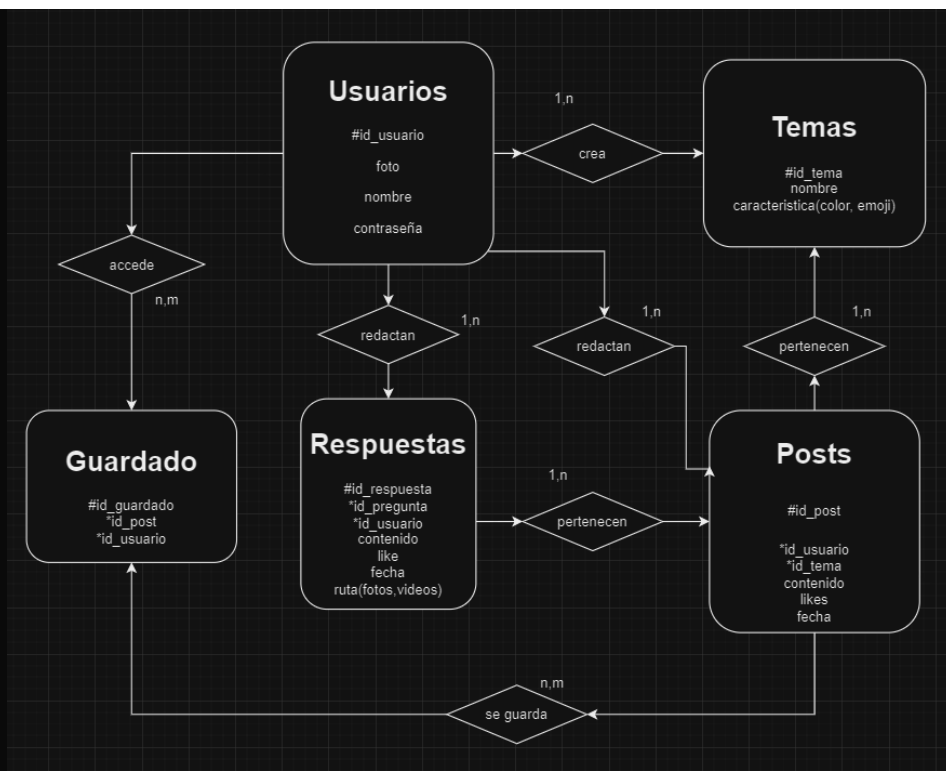 Usuarios
#id_usuario
foto
nombre
contraseña
1,n
crea
Temas
#id_tema
nombre
caracteristica(color, emoji)
accede
n,m
redactan
1,n
redactan
1,n
pertenecen
1,n
Guardado
#id_guardado
*id_post
*id_usuario
Respuestas
#id_respuesta
*id_pregunta
*id_usuario
contenido
like
fecha
ruta(fotos,videos)
1,n
pertenecen
Posts
#id_post
*id_usuario
*id_tema
contenido
likes
fecha
n,m
se guarda